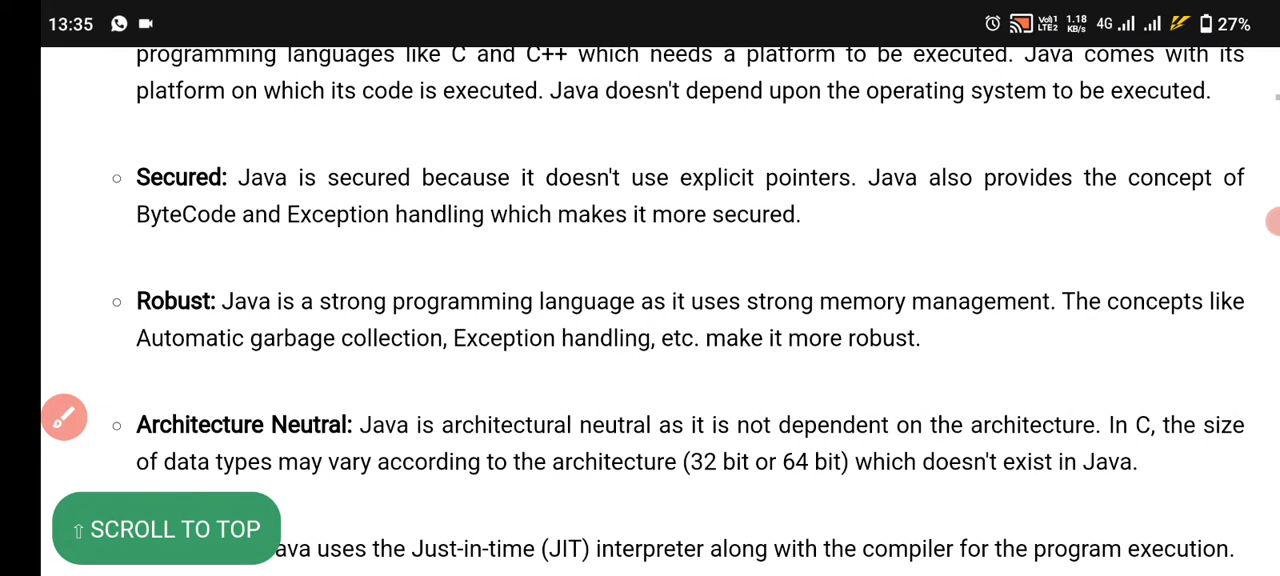 13:35
Vo)) 1 LTE2 1.18 KB/s 4G 27%
programming languages like C and C++ which needs a platform to be executed. Java comes with its
platform on which its code is executed. Java doesn't depend upon the operating system to be executed.
Secured: Java is secured because it doesn't use explicit pointers. Java also provides the concept of
ByteCode and Exception handling which makes it more secured.
Robust: Java is a strong programming language as it uses strong memory management. The concepts like
Automatic garbage collection, Exception handling, etc. make it more robust.
Architecture Neutral: Java is architectural neutral as it is not dependent on the architecture. In C, the size
of data types may vary according to the architecture (32 bit or 64 bit) which doesn't exist in Java.
⇧ SCROLL TO TOP
ava uses the Just-in-time (JIT) interpreter along with the compiler for the program execution.